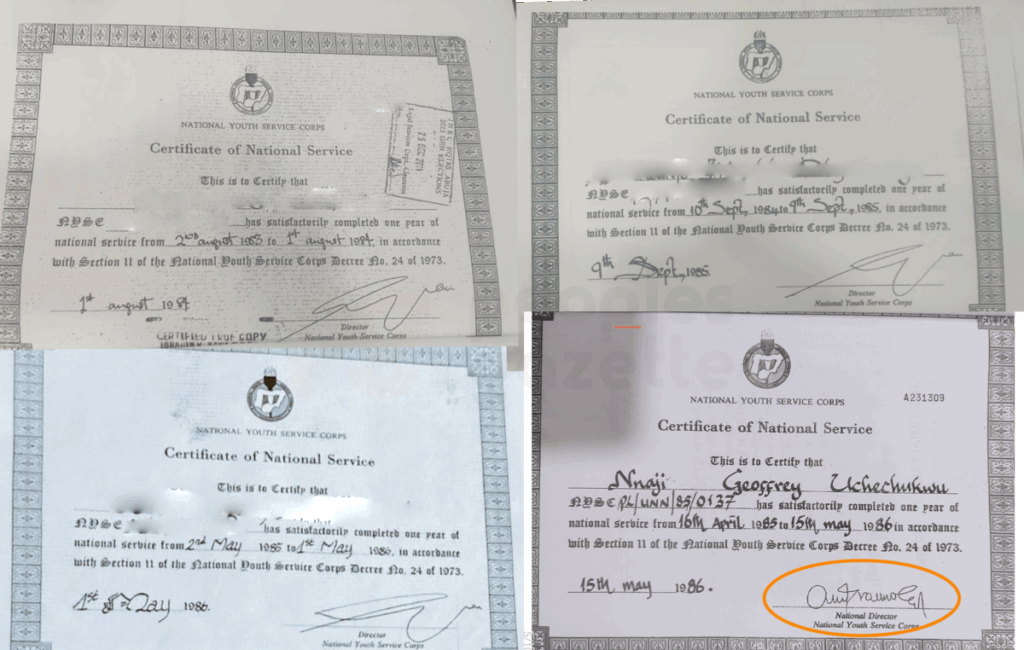 NATIONAL YOUTH SERVICE CORPS
Certificate of National Service
This is to Certify that
NYSC has satisfactorily completed one year of
national service from 2nd august 1983 to 1st august 1984, in accordance
with Section 11 of the National Youth Service Corps Decree No. 24 of 1973.
1st august 1984
Director
National Youth Service Corps
CERTIFIED TRUE COPY
GEN ELECTIONS
NATIONAL YOUTH SERVICE CORPS
Certificate of National Service
This is to Certify that
NYSC has satisfactorily completed one year of
national service from 10th Sept, 1984 to 9th Sept, 1985, in accordance
with Section 11 of the National Youth Service Corps Decree No. 24 of 1973.
9th Sept, 1985
Director
National Youth Service Corps
NATIONAL YOUTH SERVICE CORPS
Certificate of National Service
This is to Certify that
NYSC has satisfactorily completed one year of
national service from 2nd May 1985 to 1st May 1986, in accordance
with Section 11 of the National Youth Service Corps Decree No. 24 of 1973.
1st May 1986.
Director
National Youth Service Corps
NATIONAL YOUTH SERVICE CORPS
A231309
Certificate of National Service
This is to Certify that
Nnaji Geoffrey Uchechukwu
NYSC PL/UNN/85/0137 has satisfactorily completed one year of
national service from 16th April 1985 to 15th may 1986 in accordance
with Section 11 of the National Youth Service Corps Decree No. 24 of 1973.
15th may 1986.
National Director
National Youth Service Corps
peoples
gazette